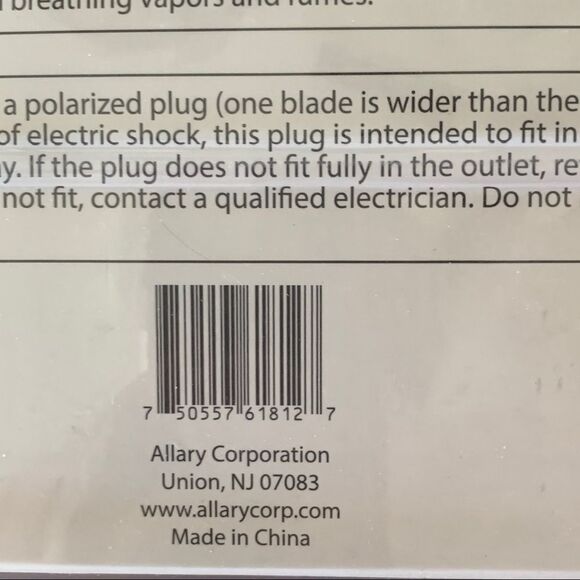 breathing vapors and fumes.
a polarized plug (one blade is wider than the
of electric shock, this plug is intended to fit in
y. If the plug does not fit fully in the outlet, re
not fit, contact a qualified electrician. Do not
7 50557 61812 7
Allary Corporation
Union, NJ 07083
www.allarycorp.com
Made in China